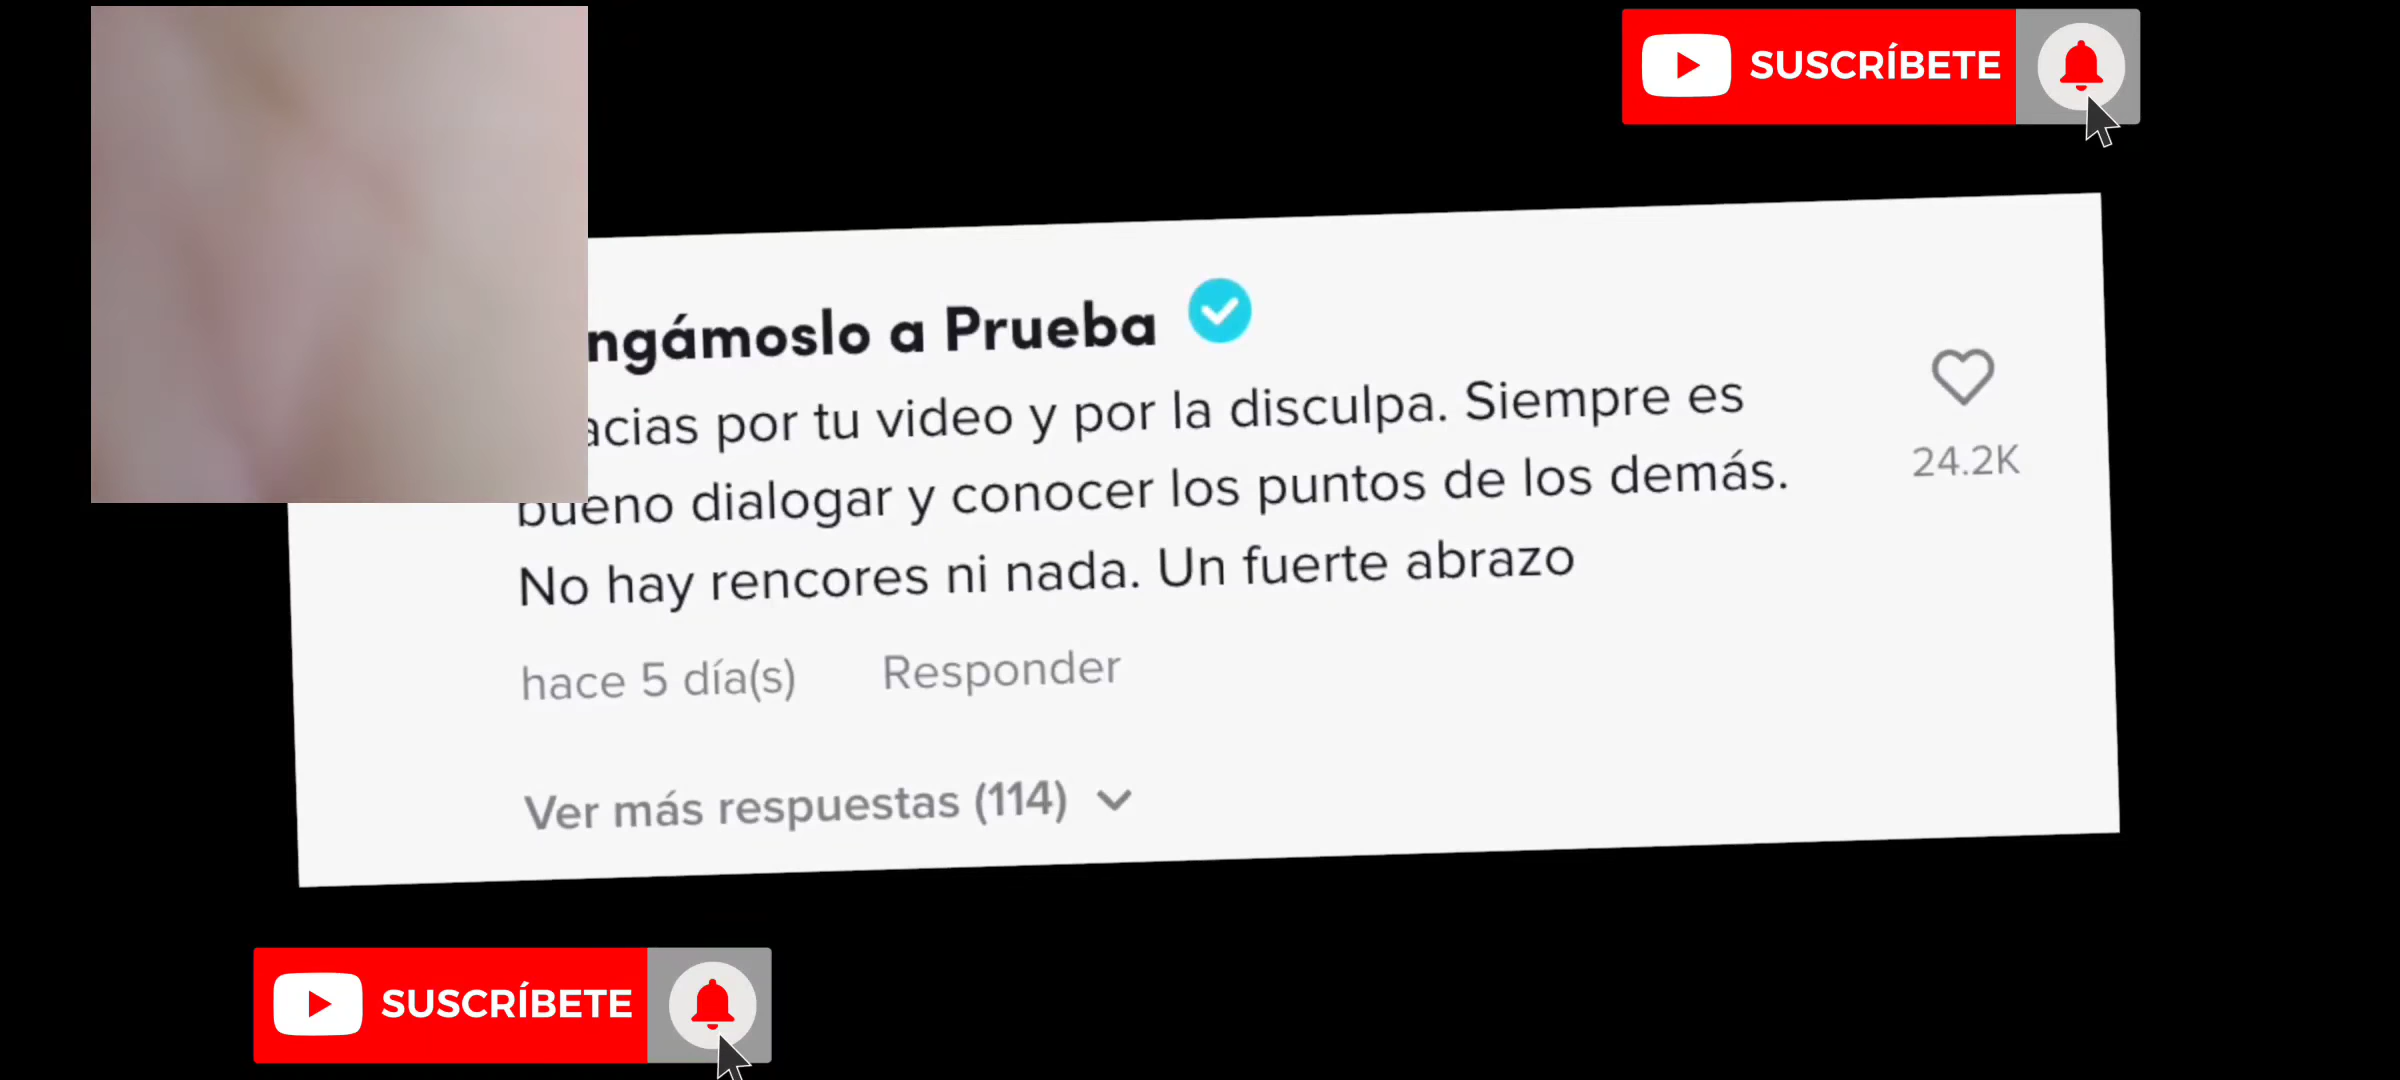 SUSCRÍBETE
ngámoslo a Prueba
acias por tu video y por la disculpa. Siempre es
bueno dialogar y conocer los puntos de los demás.
No hay rencores ni nada. Un fuerte abrazo
24.2K
hace 5 día(s) Responder
Ver más respuestas (114)
SUSCRÍBETE